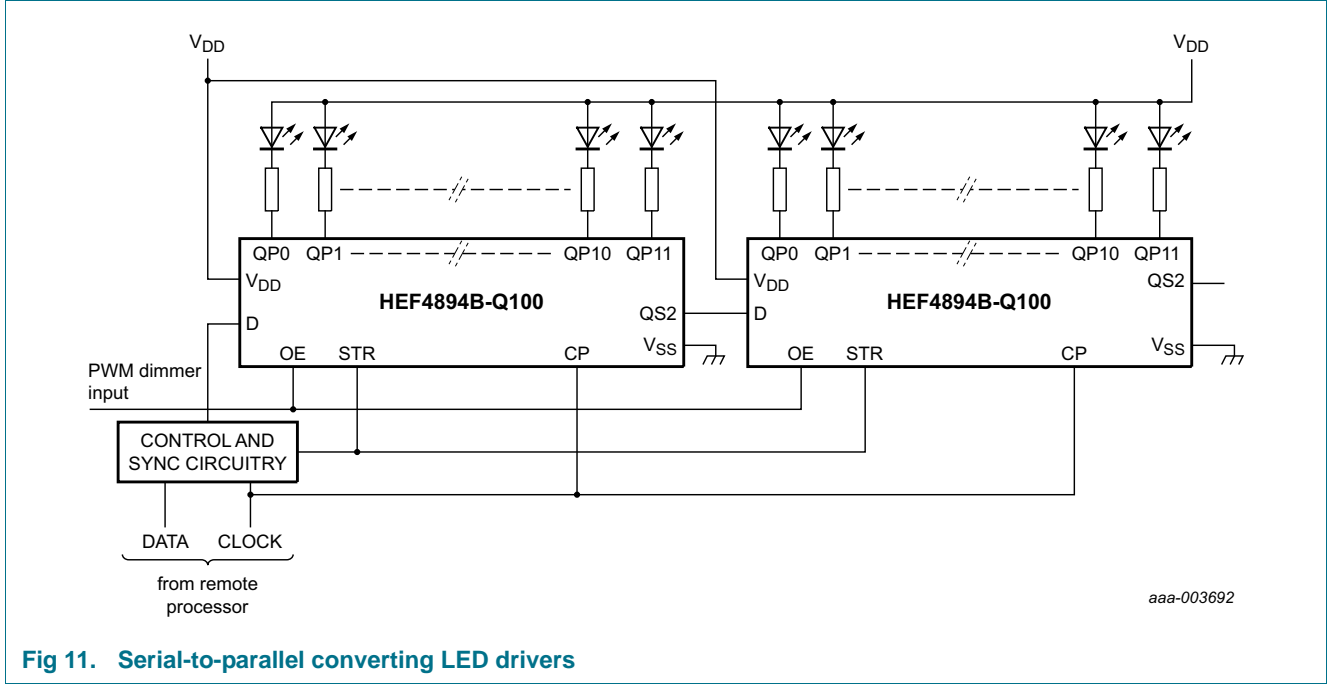 VDD VDD
QP0 QP1 QP10 QP11 QP0 QP1 QP10 QP11
VDD VDD QS2
HEF4894B-Q100 HEF4894B-Q100
QS2
D D
VSS VSS
OE STR CP OE STR CP
PWM dimmer
input
CONTROL AND
SYNC CIRCUITRY
DATA CLOCK
from remote
processor
aaa-003692
Fig 11. Serial-to-parallel converting LED drivers